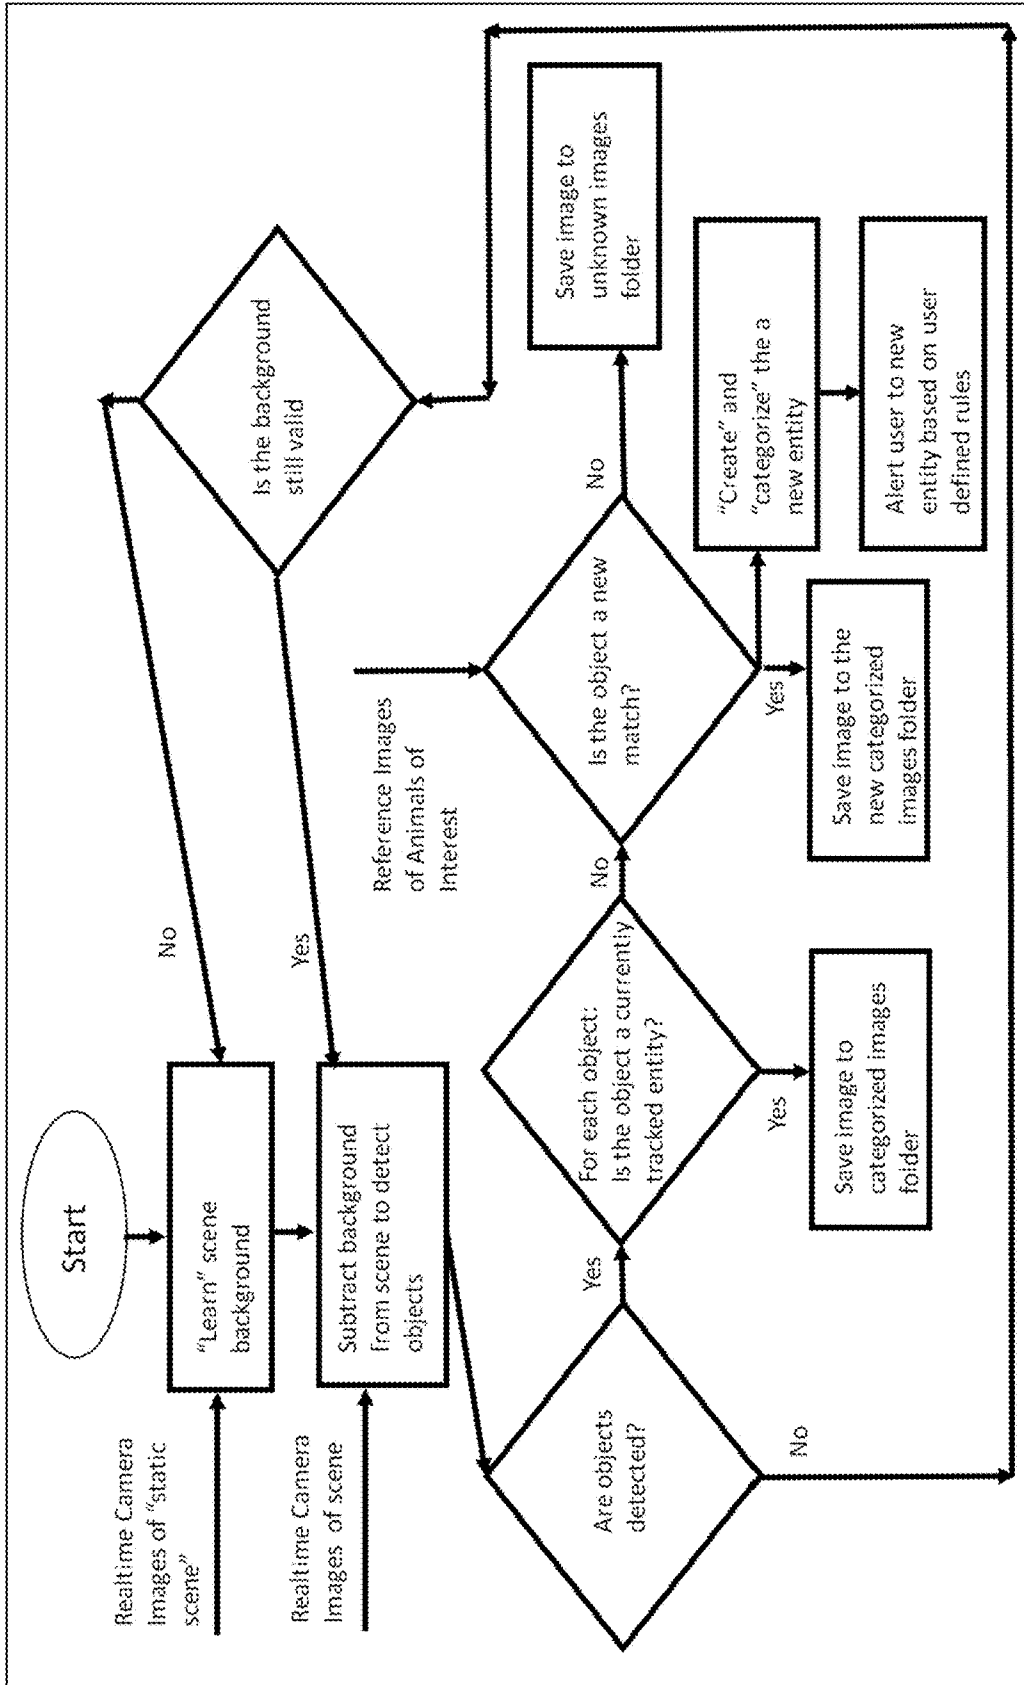 Start
Realtime Camera
Images of "static
scene"
"Learn" scene
background
Realtime Camera
Images of scene
Subtract background
from scene to detect
objects
No
Yes
Is the background
still valid
Are objects
detected?
Yes
No
For each object:
Is the object a currently
tracked entity?
No
Yes
Save image to
categorized images
folder
Reference Images
of Animals of
Interest
Is the object a new
match?
No
Yes
Save image to
unknown images
folder
Save image to the
new categorized
images folder
"Create" and
"categorize" the a
new entity
Alert user to new
entity based on user
defined rules